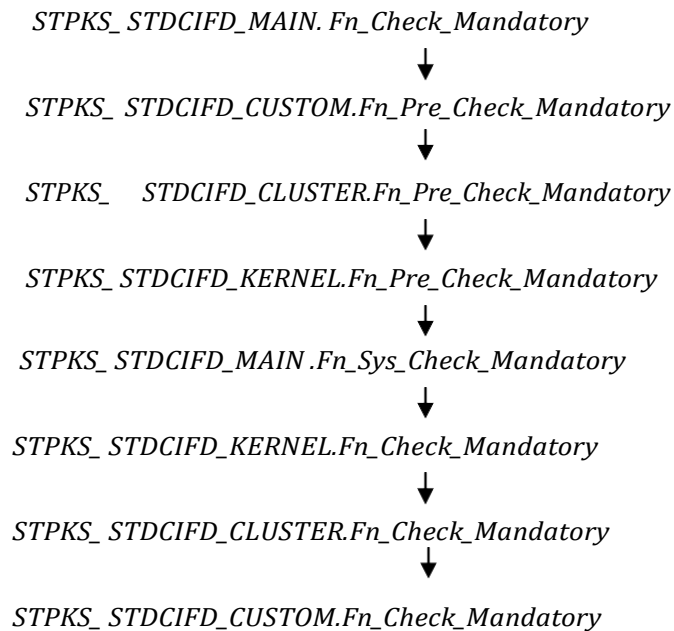 STPKS_ STDCIFD_MAIN. Fn_Check_Mandatory
STPKS_ STDCIFD_CUSTOM.Fn_Pre_Check_Mandatory
STPKS_ STDCIFD_CLUSTER.Fn_Pre_Check_Mandatory
STPKS_ STDCIFD_KERNEL.Fn_Pre_Check_Mandatory
STPKS_ STDCIFD_MAIN .Fn_Sys_Check_Mandatory
STPKS_ STDCIFD_KERNEL.Fn_Check_Mandatory
STPKS_ STDCIFD_CLUSTER.Fn_Check_Mandatory
STPKS_ STDCIFD_CUSTOM.Fn_Check_Mandatory